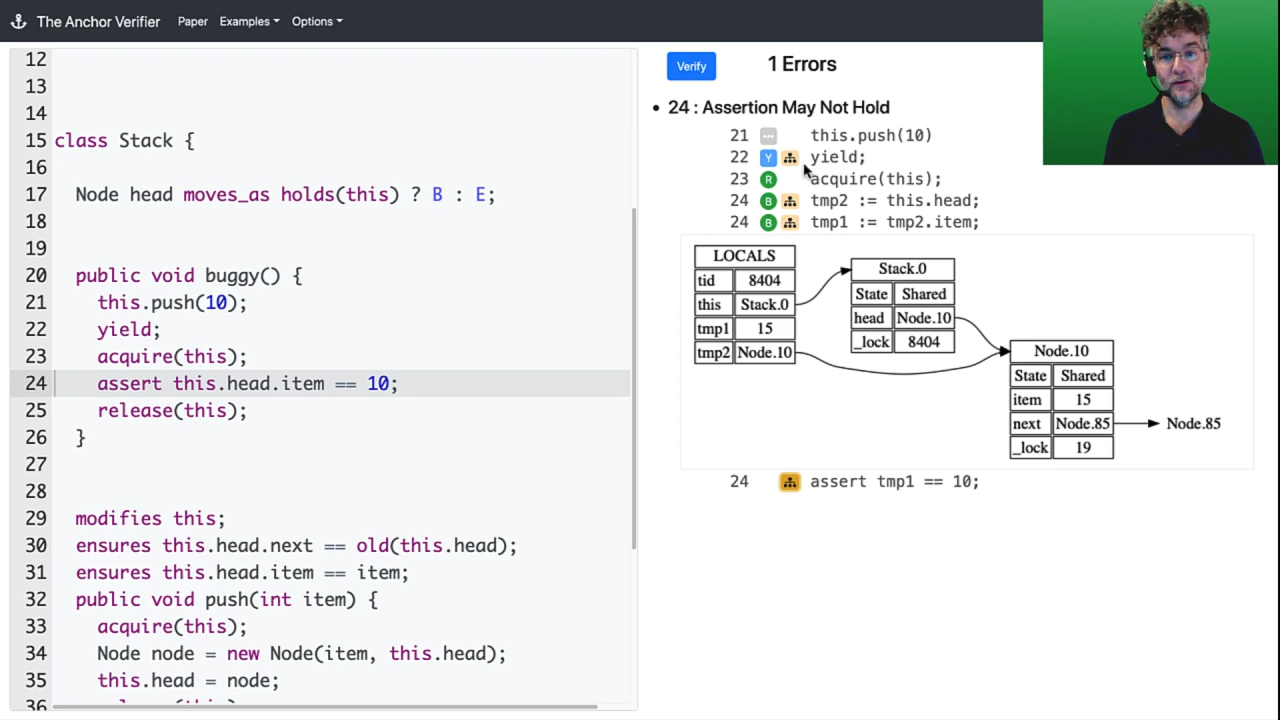 The Anchor Verifier Paper Examples Options
12
13
14
15 class Stack {
16
17 Node head moves_as holds(this) ? B : E;
18
19
20 public void buggy() {
21 this.push(10);
22 yield;
23 acquire(this);
24 assert this.head.item == 10;
25 release(this);
26 }
27
28
29 modifies this;
30 ensures this.head.next == old(this.head);
31 ensures this.head.item == item;
32 public void push(int item) {
33 acquire(this);
34 Node node = new Node(item, this.head);
35 this.head = node;
36
Verify 1 Errors
• 24 : Assertion May Not Hold
21 ... this.push(10)
22 Y yield;
23 R acquire(this);
24 B tmp2 := this.head;
24 B tmp1 := tmp2.item;
LOCALS
tid 8404
this Stack.0
tmp1 15
tmp2 Node.10
Stack.0
State Shared
head Node.10
_lock 8404
Node.10
State Shared
item 15
next Node.85
_lock 19
Node.85
24 assert tmp1 == 10;